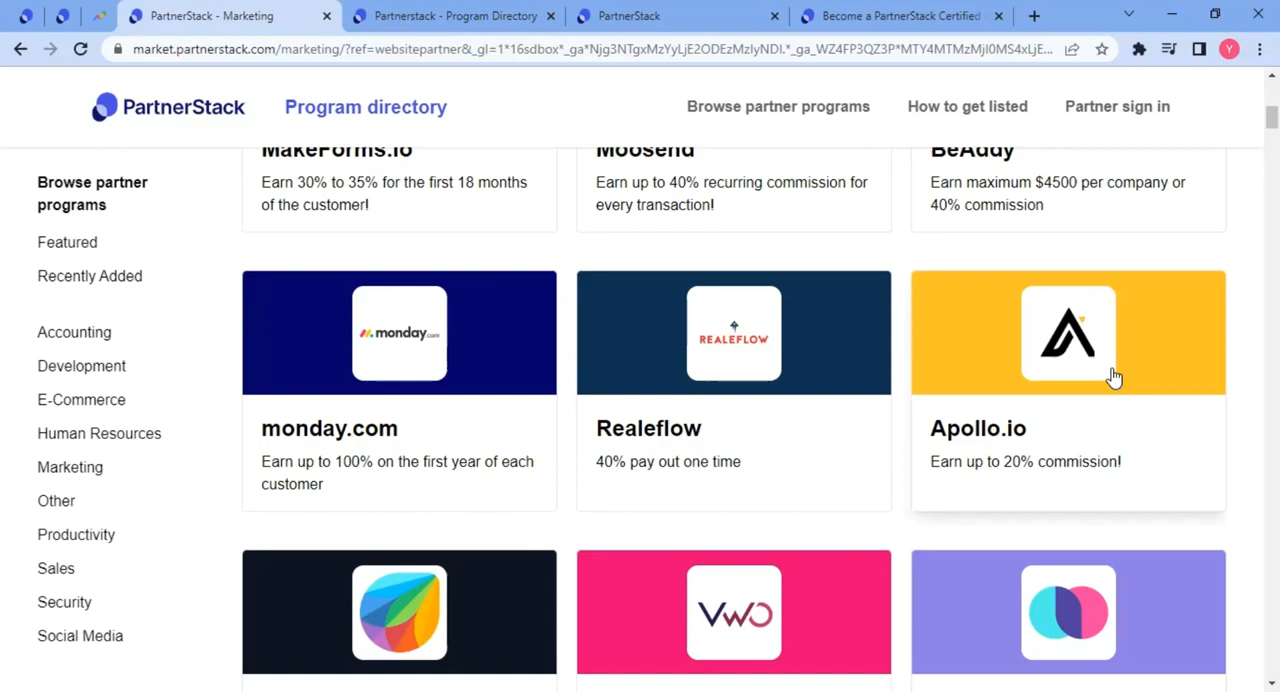 PartnerStack - Marketing
Partnerstack - Program Directory
PartnerStack
Become a PartnerStack Certified
market.partnerstack.com/marketing/?ref=websitepartner&_gl=1*16sdbox*_ga*Njg3NTgxMzYyLjE2ODEzMzIyNDI.*_ga_WZ4FP3QZ3P*MTY4MTMzMjI0MS4xLjE...
Y
PartnerStack
Program directory
Browse partner programs
How to get listed
Partner sign in
Browse partner
programs
Featured
Recently Added
Accounting
Development
E-Commerce
Human Resources
Marketing
Other
Productivity
Sales
Security
Social Media
MakeForms.io
Earn 30% to 35% for the first 18 months
of the customer!
Moosend
Earn up to 40% recurring commission for
every transaction!
BeAddy
Earn maximum $4500 per company or
40% commission
monday.com
monday.com
Earn up to 100% on the first year of each
customer
REALEFLOW
Realeflow
40% pay out one time
Apollo.io
Earn up to 20% commission!
VWO